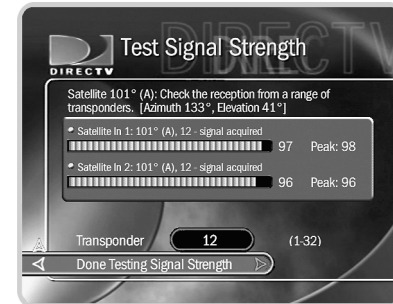 DIRECTV
Test Signal Strength
DIRECTV
Satellite 101° (A): Check the reception from a range of
transponders. [Azimuth 133°, Elevation 41°]
Satellite In 1: 101° (A), 12 - signal acquired
97 Peak: 98
Satellite In 2: 101° (A), 12 - signal acquired
96 Peak: 96
Transponder 12 (1-32)
Done Testing Signal Strength